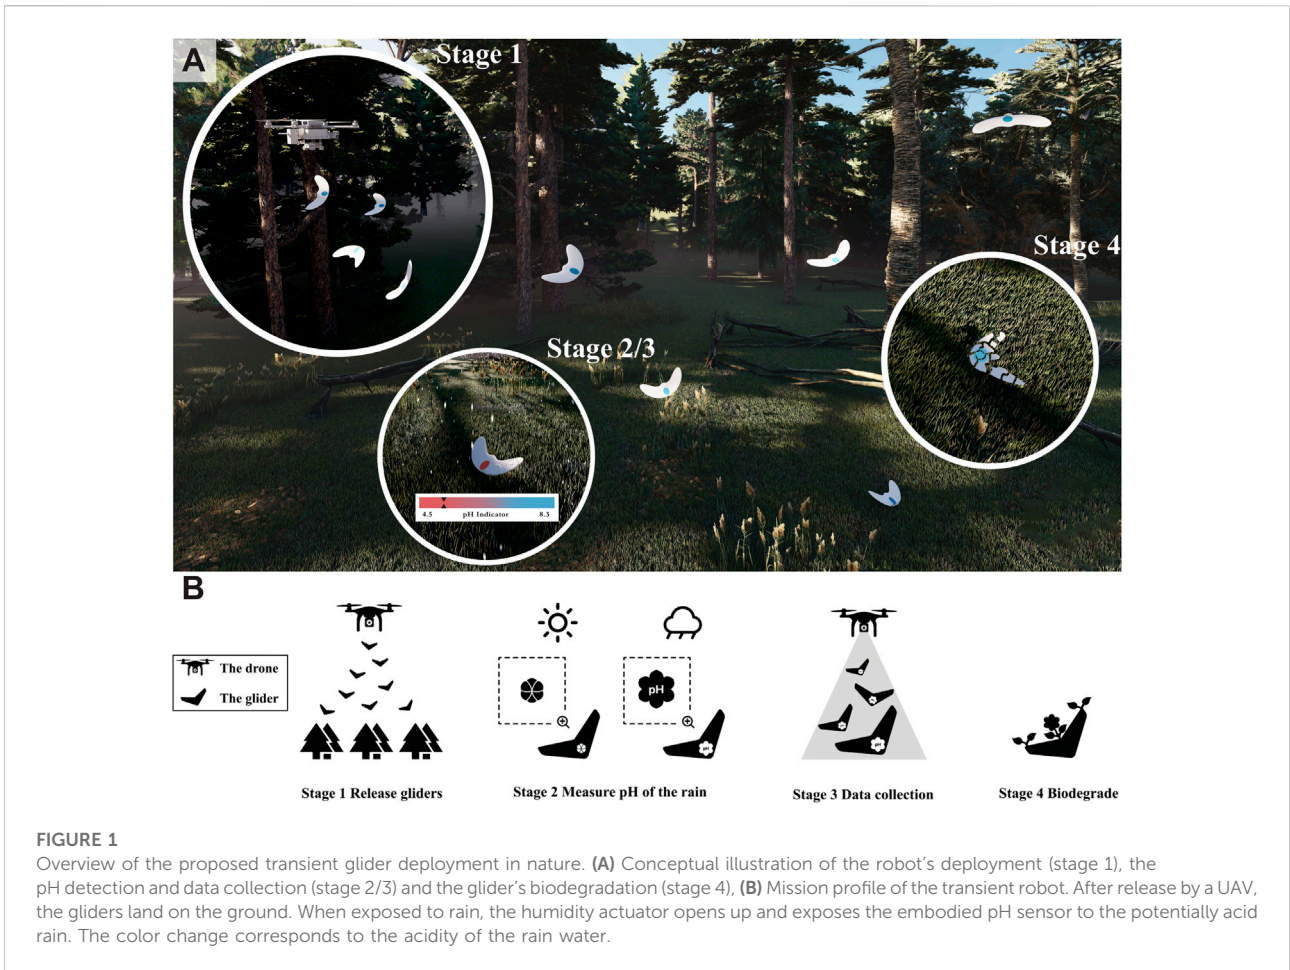 A
Stage 1
Stage 4
Stage 2/3
4.5 pH Indicator 8.3
B
The drone
The glider
pH
pH
pH
Stage 1 Release gliders
Stage 2 Measure pH of the rain
Stage 3 Data collection
Stage 4 Biodegrade
FIGURE 1
Overview of the proposed transient glider deployment in nature. (A) Conceptual illustration of the robot's deployment (stage 1), the
pH detection and data collection (stage 2/3) and the glider's biodegradation (stage 4), (B) Mission profile of the transient robot. After release by a UAV,
the gliders land on the ground. When exposed to rain, the humidity actuator opens up and exposes the embodied pH sensor to the potentially acid
rain. The color change corresponds to the acidity of the rain water.